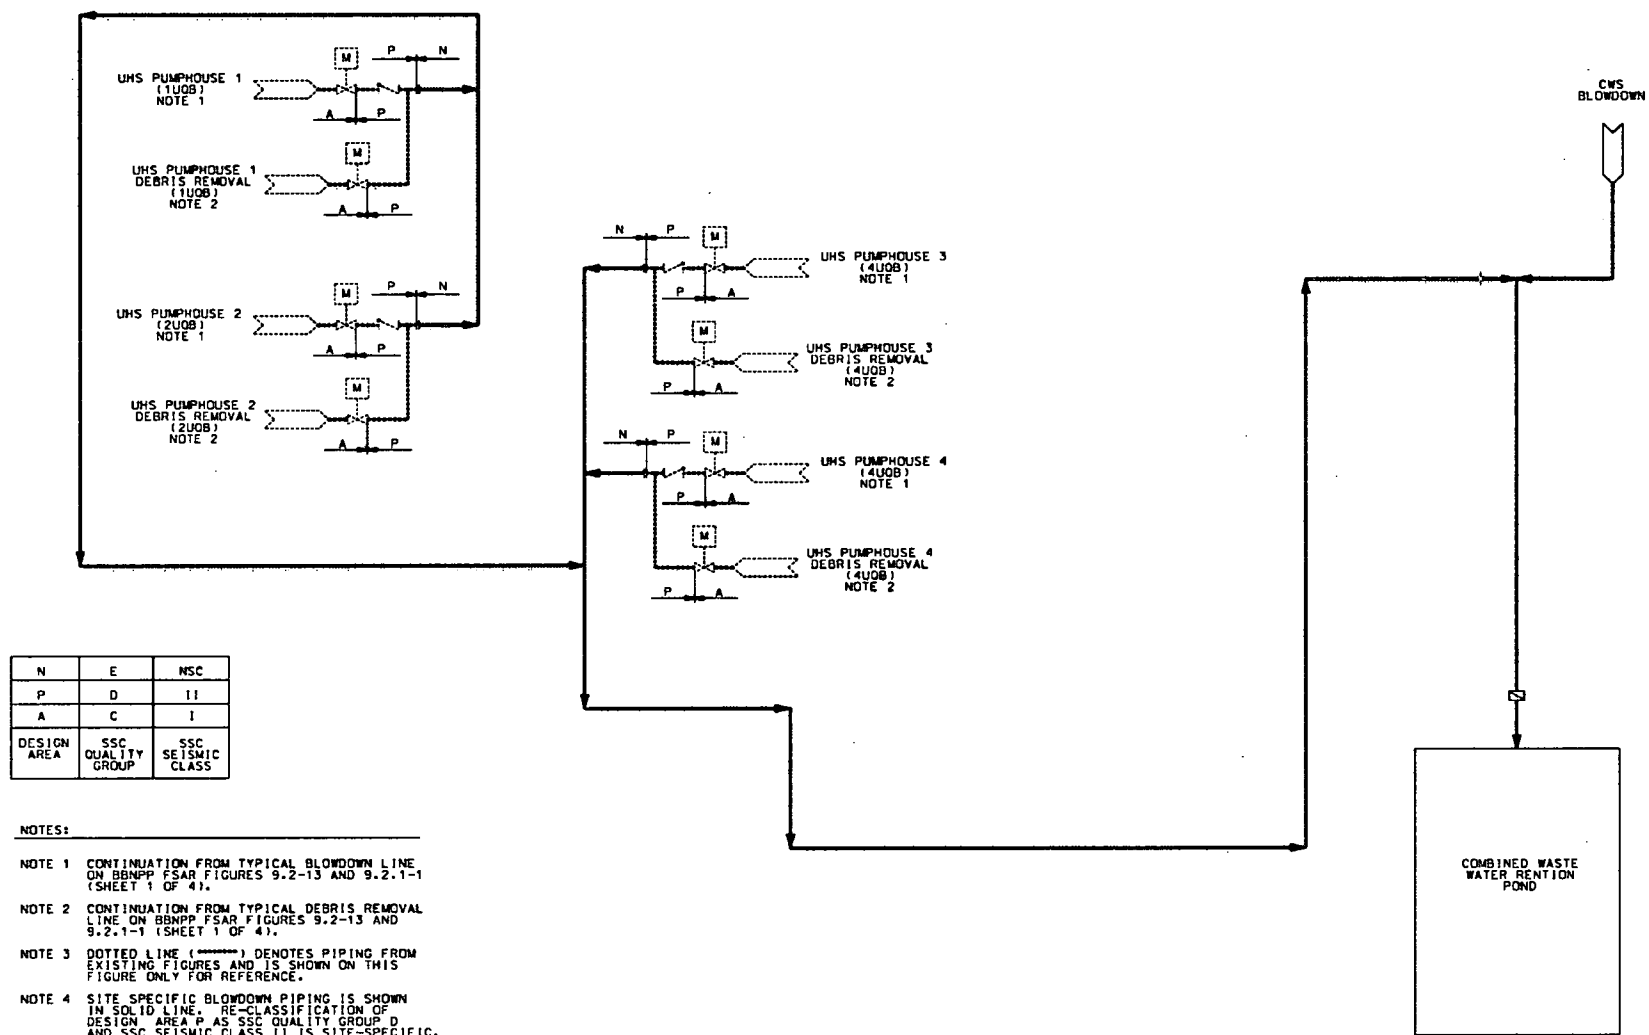 M
P N
UHS PUMPHOUSE 1
(1UQB)
NOTE 1
A P
M
UHS PUMPHOUSE 1
DEBRIS REMOVAL
(1UQB)
NOTE 2
A P
M
P N
UHS PUMPHOUSE 2
(2UQB)
NOTE 1
A P
M
UHS PUMPHOUSE 2
DEBRIS REMOVAL
(2UQB)
NOTE 2
A P
N P
M
UHS PUMPHOUSE 3
(4UQB)
NOTE 1
P A
M
UHS PUMPHOUSE 3
DEBRIS REMOVAL
(4UQB)
NOTE 2
P A
N P
M
UHS PUMPHOUSE 4
(4UQB)
NOTE 1
P A
M
UHS PUMPHOUSE 4
DEBRIS REMOVAL
(4UQB)
NOTE 2
P A
CWS
BLOWDOWN
COMBINED WASTE
WATER RENTION
POND
N E NSC
P D II
A C I
DESIGN AREA SSC QUALITY GROUP SSC SEISMIC CLASS
NOTES:
NOTE 1 CONTINUATION FROM TYPICAL BLOWDOWN LINE
ON BBNPP FSAR FIGURES 9.2-13 AND 9.2.1-1
(SHEET 1 OF 4).
NOTE 2 CONTINUATION FROM TYPICAL DEBRIS REMOVAL
LINE ON BBNPP FSAR FIGURES 9.2-13 AND
9.2.1-1 (SHEET 1 OF 4).
NOTE 3 DOTTED LINE ( ) DENOTES PIPING FROM
EXISTING FIGURES AND IS SHOWN ON THIS
FIGURE ONLY FOR REFERENCE.
NOTE 4 SITE SPECIFIC BLOWDOWN PIPING IS SHOWN
IN SOLID LINE. RE-CLASSIFICATION OF
DESIGN AREA P AS SSC QUALITY GROUP D
AND SSC SEISMIC CLASS II IS SITE-SPECIFIC.